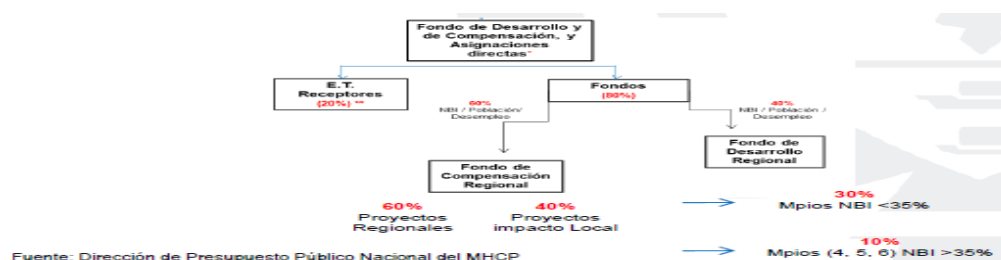 Fondo de Desarrollo y
de Compensación, y
Asignaciones
directas*
E.T.
Receptores
(20%) **
Fondos
(80%)
60%
NBI / Población/
Desempleo
40%
NBI / Población /
Desempleo
Fondo de
Compensación
Regional
Fondo de
Desarrollo
Regional
60%
Proyectos
Regionales
40%
Proyectos
impacto Local
30%
Mpios NBI <35%
10%
Mpios (4, 5, 6) NBI >35%
Fuente: Dirección de Presupuesto Público Nacional del MHCP